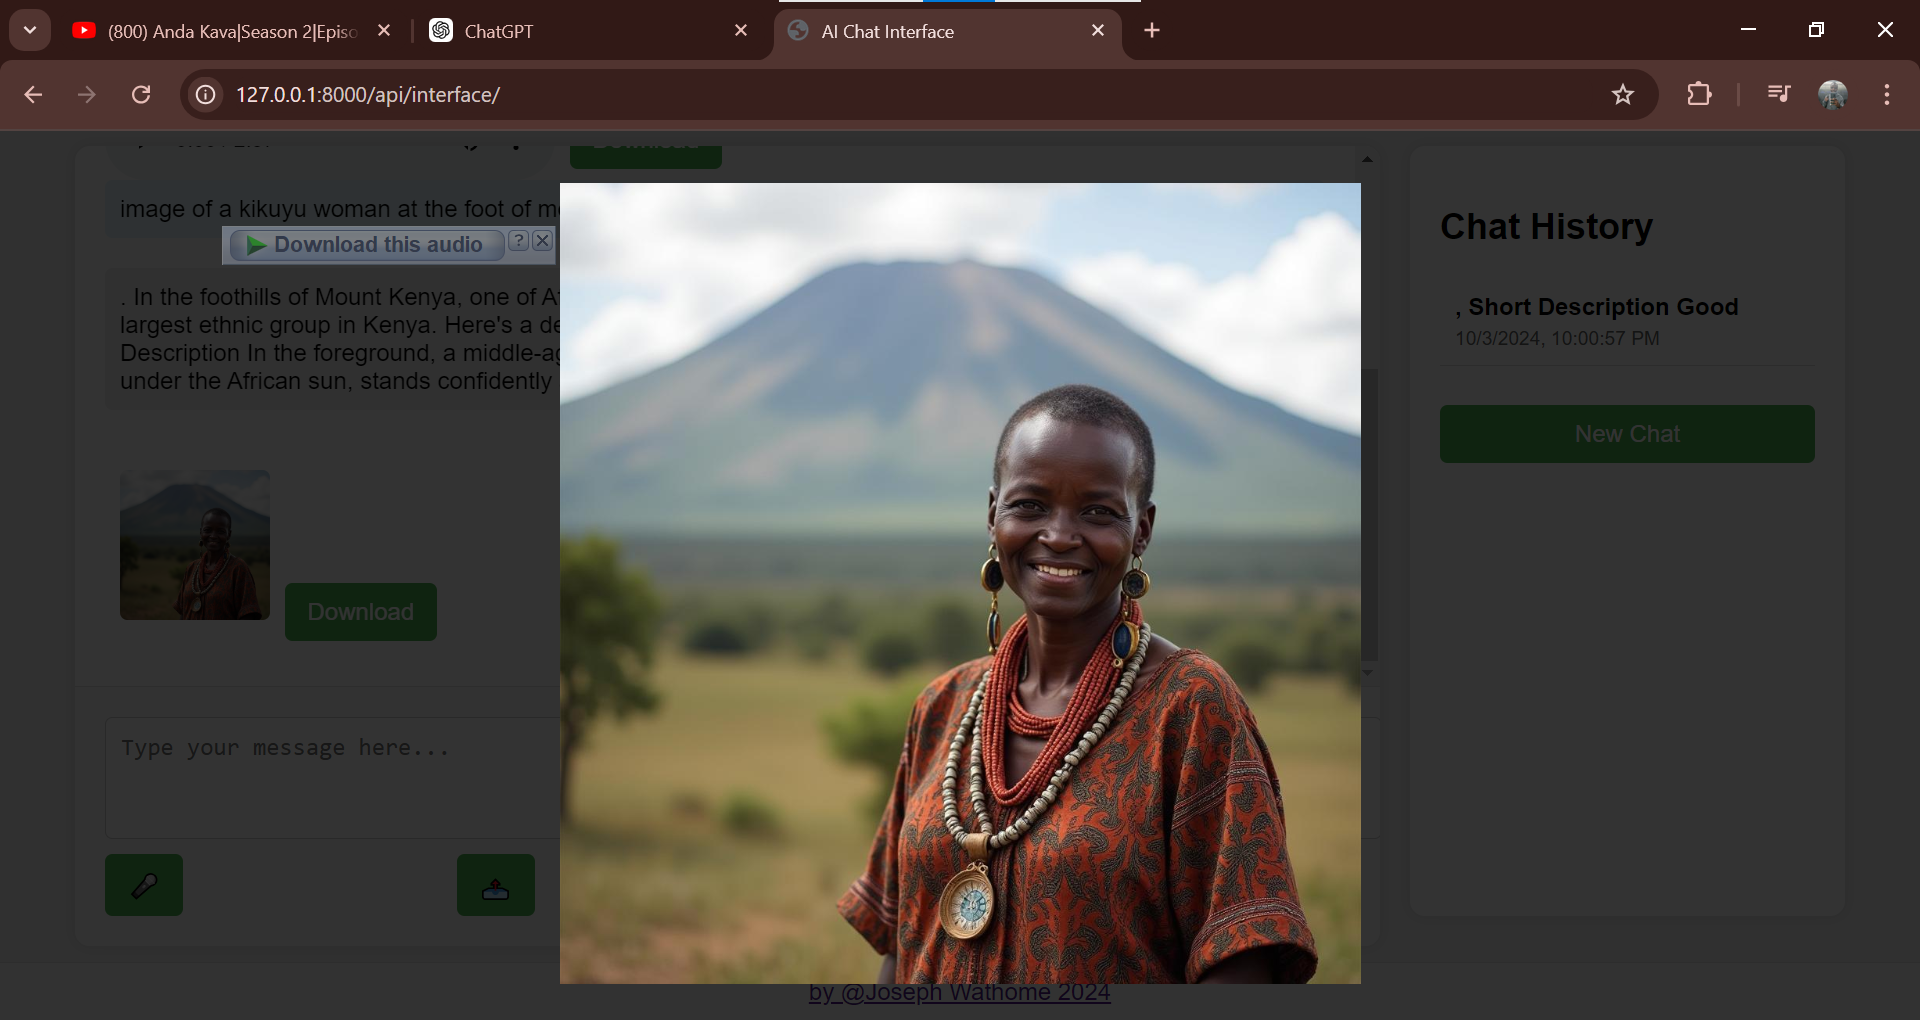 (800) Anda Kava|Season 2|Episo
ChatGPT
AI Chat Interface
127.0.0.1:8000/api/interface/
image of a kikuyu woman at the foot of m
Download this audio
?
. In the foothills of Mount Kenya, one of A
largest ethnic group in Kenya. Here's a de
Description In the foreground, a middle-ag
under the African sun, stands confidently
Download
Type your message here...
Chat History
, Short Description Good
10/3/2024, 10:00:57 PM
New Chat
by @Joseph Wathome 2024